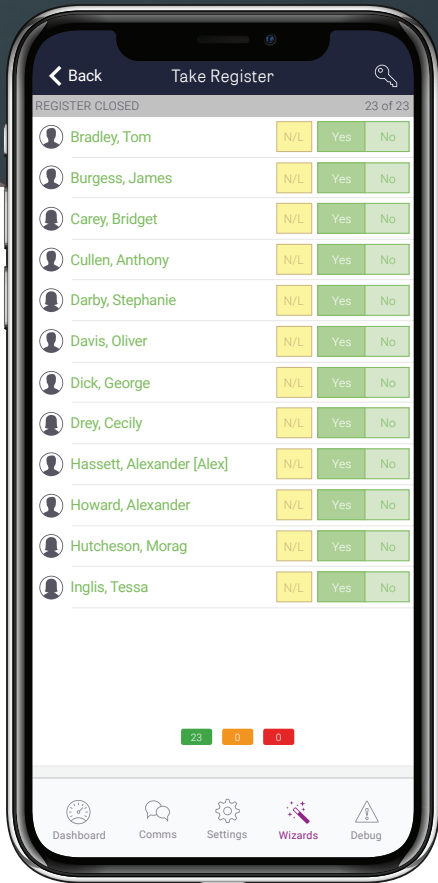 Back Take Register
REGISTER CLOSED 23 of 23
Bradley, Tom N/L Yes No
Burgess, James N/L Yes No
Carey, Bridget N/L Yes No
Cullen, Anthony N/L Yes No
Darby, Stephanie N/L Yes No
Davis, Oliver N/L Yes No
Dick, George N/L Yes No
Drey, Cecily N/L Yes No
Hassett, Alexander [Alex] N/L Yes No
Howard, Alexander N/L Yes No
Hutcheson, Morag N/L Yes No
Inglis, Tessa N/L Yes No
23 0 0
Dashboard Comms Settings Wizards Debug